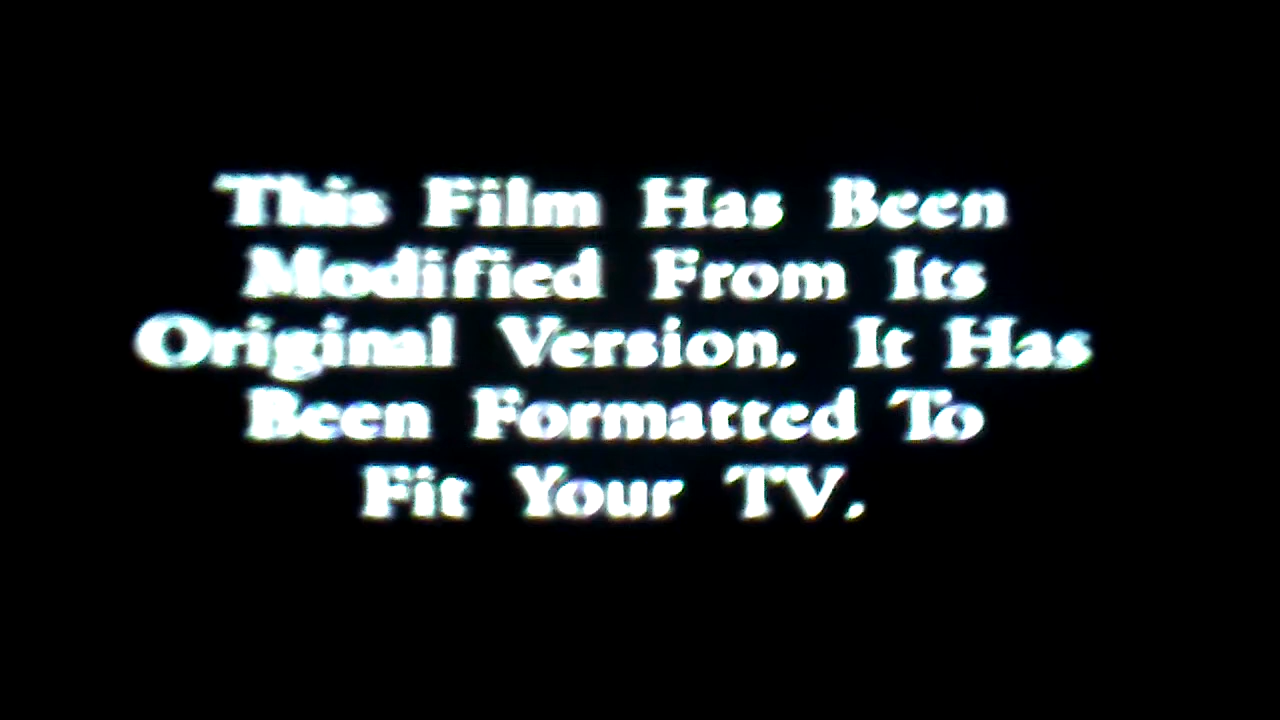 This Film Has Been
Modified From Its
Original Version. It Has
Been Formatted To
Fit Your TV.